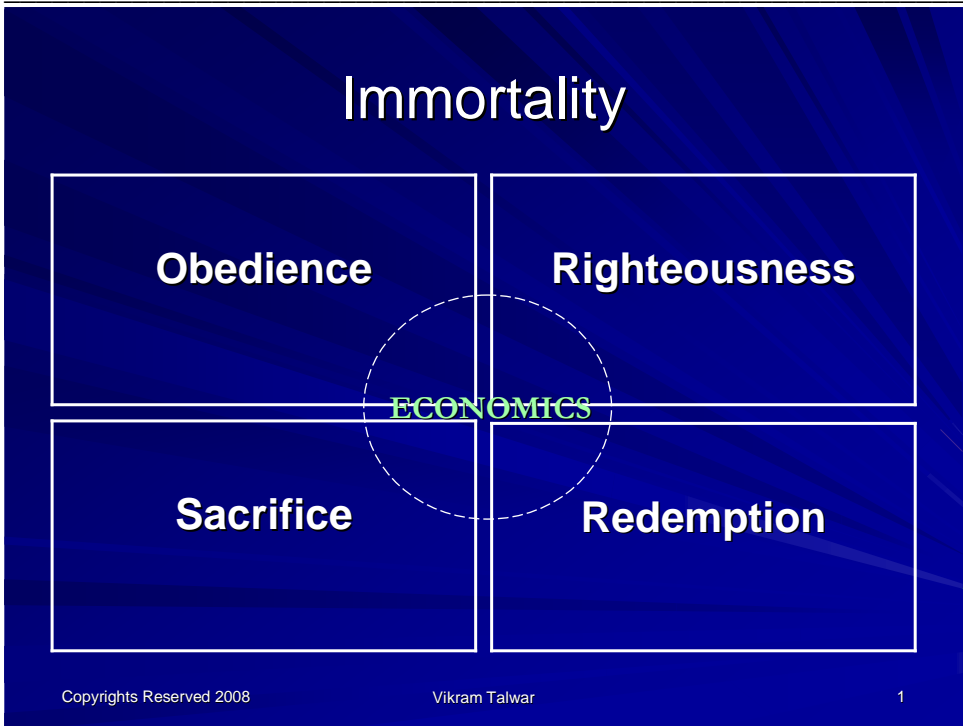 Immortality
Obedience
Righteousness
ECONOMICS
Sacrifice
Redemption
Copyrights Reserved 2008
Vikram Talwar
1